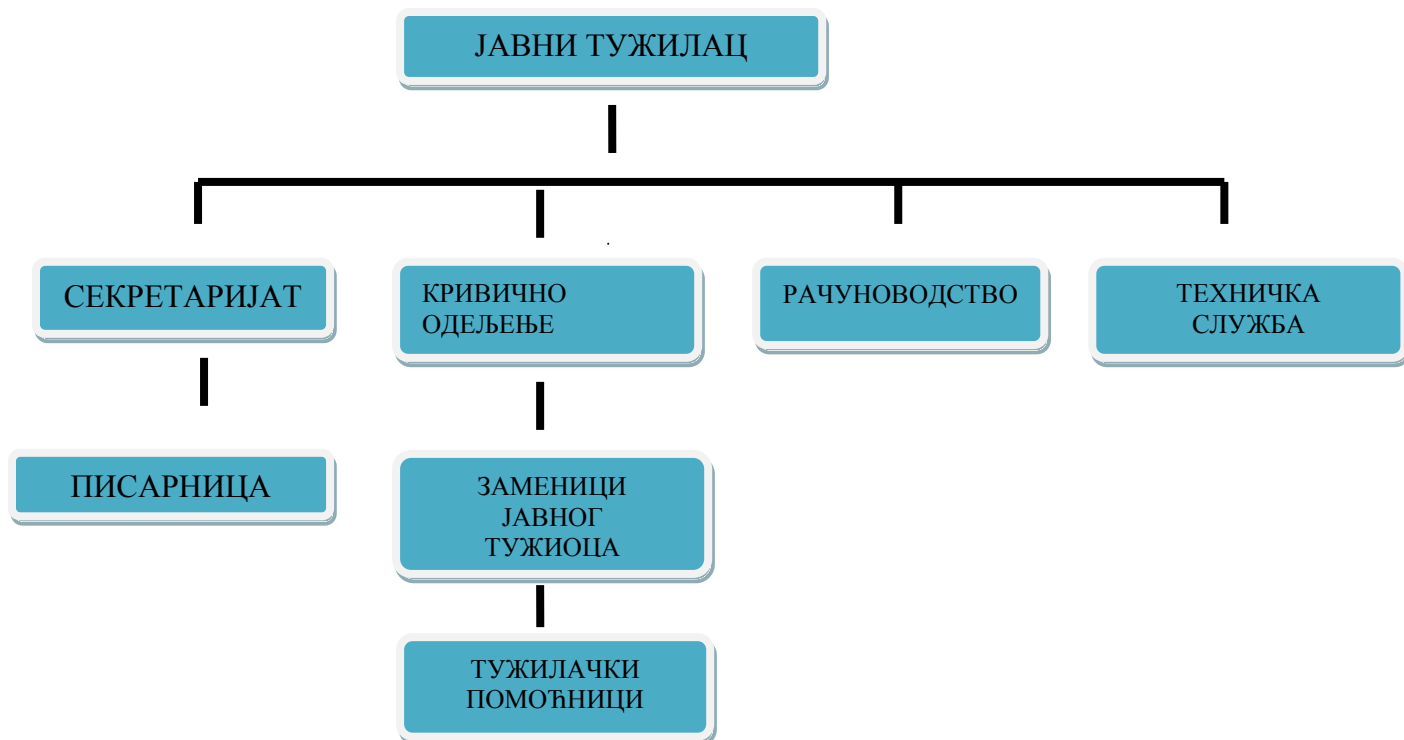 ЈАВНИ ТУЖИЛАЦ
СЕКРЕТАРИЈАТ
КРИВИЧНО
ОДЕЉЕЊЕ
РАЧУНОВОДСТВО
ТЕХНИЧКА
СЛУЖБА
ПИСАРНИЦА
ЗАМЕНИЦИ
ЈАВНОГ
ТУЖИОЦА
ТУЖИЛАЧКИ
ПОМОЋНИЦИ